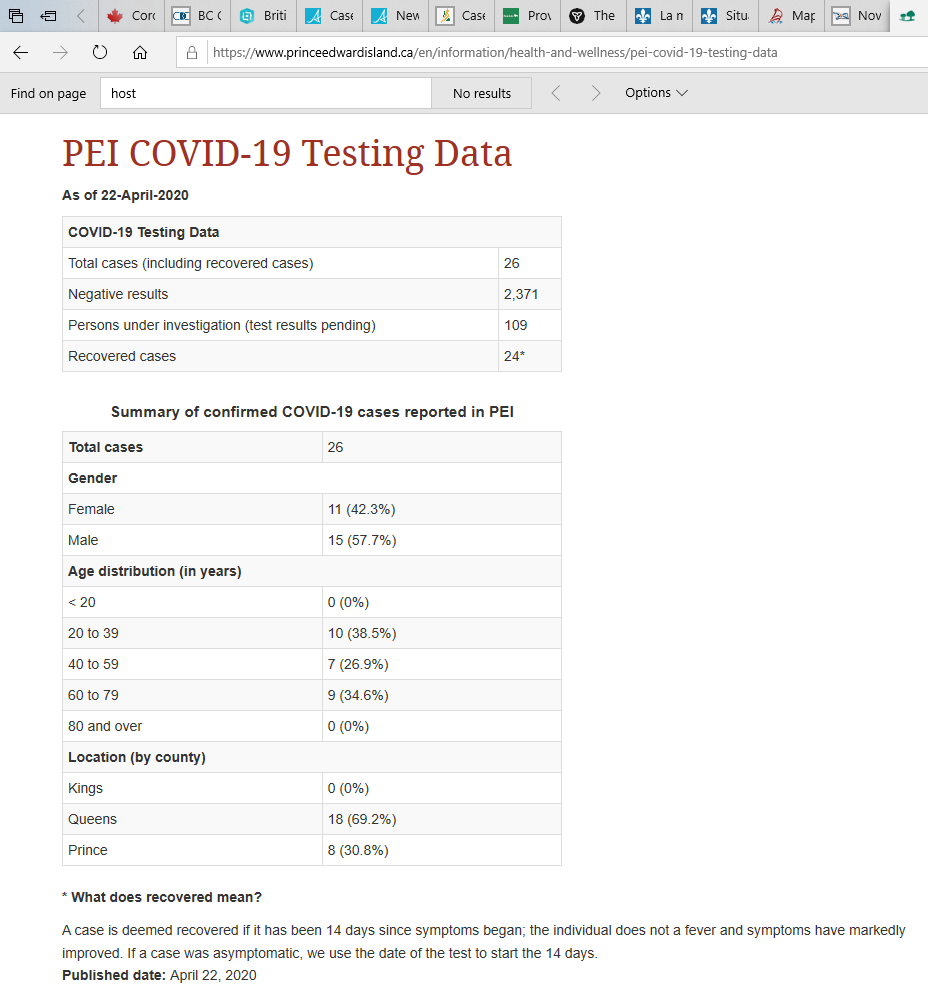 Corc
BC C
Briti
Case
New
Case
Prov
The
La n
Situ
Map
Nov
https://www.princeedwardisland.ca/en/information/health-and-wellness/pei-covid-19-testing-data
Find on page host No results Options
PEI COVID-19 Testing Data
As of 22-April-2020
COVID-19 Testing Data
Total cases (including recovered cases) 26
Negative results 2,371
Persons under investigation (test results pending) 109
Recovered cases 24*
Summary of confirmed COVID-19 cases reported in PEI
Total cases 26
Gender
Female 11 (42.3%)
Male 15 (57.7%)
Age distribution (in years)
< 20 0 (0%)
20 to 39 10 (38.5%)
40 to 59 7 (26.9%)
60 to 79 9 (34.6%)
80 and over 0 (0%)
Location (by county)
Kings 0 (0%)
Queens 18 (69.2%)
Prince 8 (30.8%)
* What does recovered mean?
A case is deemed recovered if it has been 14 days since symptoms began; the individual does not a fever and symptoms have markedly
improved. If a case was asymptomatic, we use the date of the test to start the 14 days.
Published date: April 22, 2020